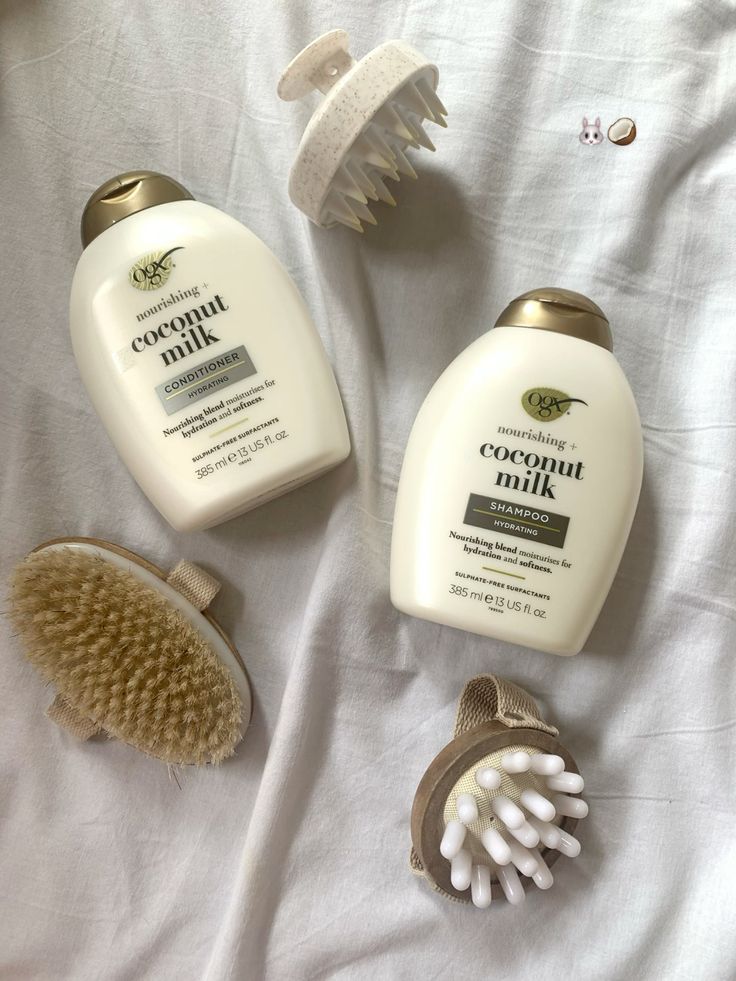 ogx
nourishing +
coconut
milk
CONDITIONER
HYDRATING
Nourishing blend moisturises for
hydration and softness.
SULPHATE-FREE SURFACTANTS
385 ml e 13 US fl. oz.
ogx
nourishing +
coconut
milk
SHAMPOO
HYDRATING
Nourishing blend moisturises for
hydration and softness.
SULPHATE-FREE SURFACTANTS
385 ml e 13 US fl. oz.